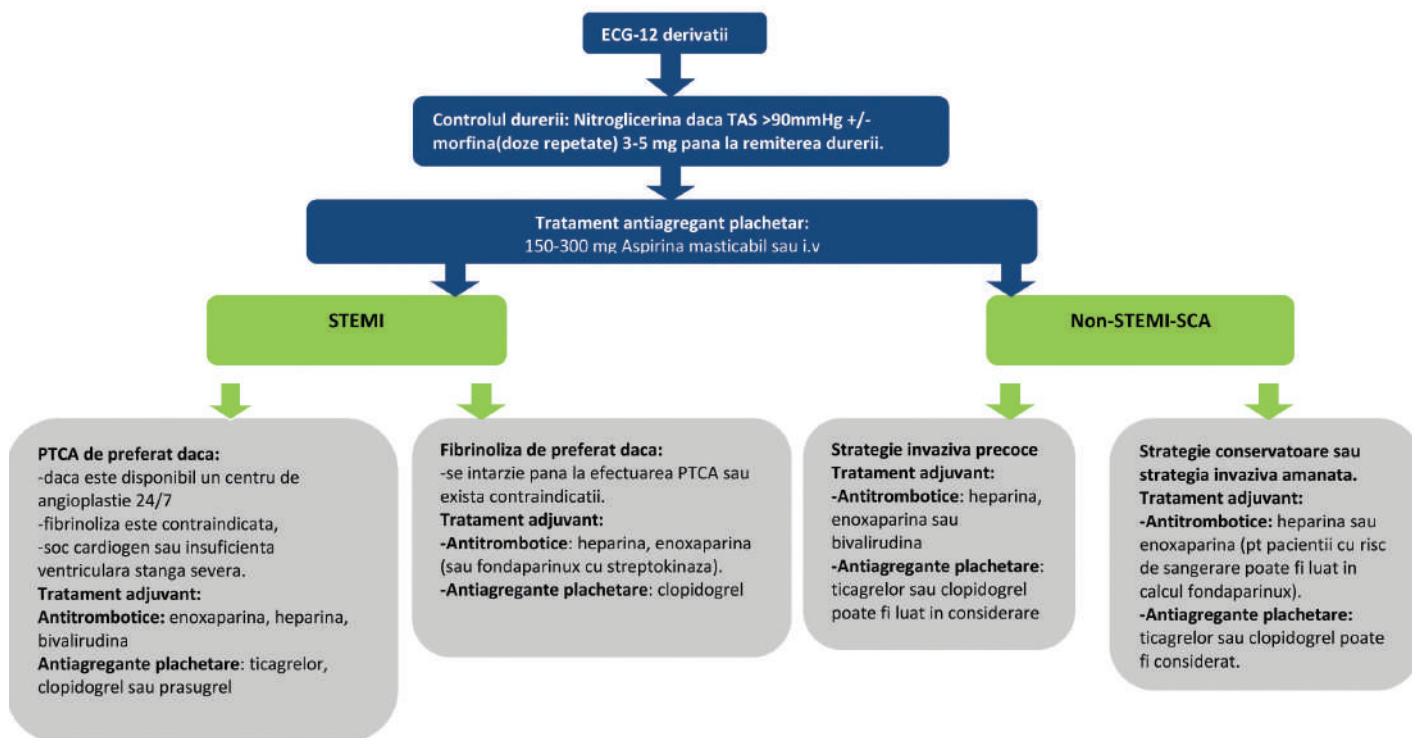 ECG-12 derivatii
Controlul durerii: Nitroglicerina daca TAS >90mmHg +/-
morfina(doze repetate) 3-5 mg pana la remiterea durerii.
Tratament antiagregant plachetar:
150-300 mg Aspirina masticabil sau i.v
STEMI
Non-STEMI-SCA
PTCA de preferat daca:
-daca este disponibil un centru de
angioplastie 24/7
-fibrinoliza este contraindicata,
-soc cardiogen sau insuficienta
ventriculara stanga severa.
Tratament adjuvant:
Antitrombotice: enoxaparina, heparina,
bivalirudina
Antiagregante plachetare: ticagrelor,
clopidogrel sau prasugrel
Fibrinoliza de preferat daca:
-se intarzie pana la efectuarea PTCA sau
exista contraindicatii.
Tratament adjuvant:
-Antitrombotice: heparina, enoxaparina
(sau fondaparinux cu streptokinaza).
-Antiagregante plachetare: clopidogrel
Strategie invaziva precoce
Tratament adjuvant:
-Antitrombotice: heparina,
enoxaparina sau
bivalirudina
-Antiagregante plachetare:
ticagrelor sau clopidogrel
poate fi luat in considerare
Strategie conservatoare sau
strategia invaziva amanata.
Tratament adjuvant:
-Antitrombotice: heparina sau
enoxaparina (pt pacientii cu risc
de sangerare poate fi luat in
calcul fondaparinux).
-Antiagregante plachetare:
ticagrelor sau clopidogrel poate
fi considerat.